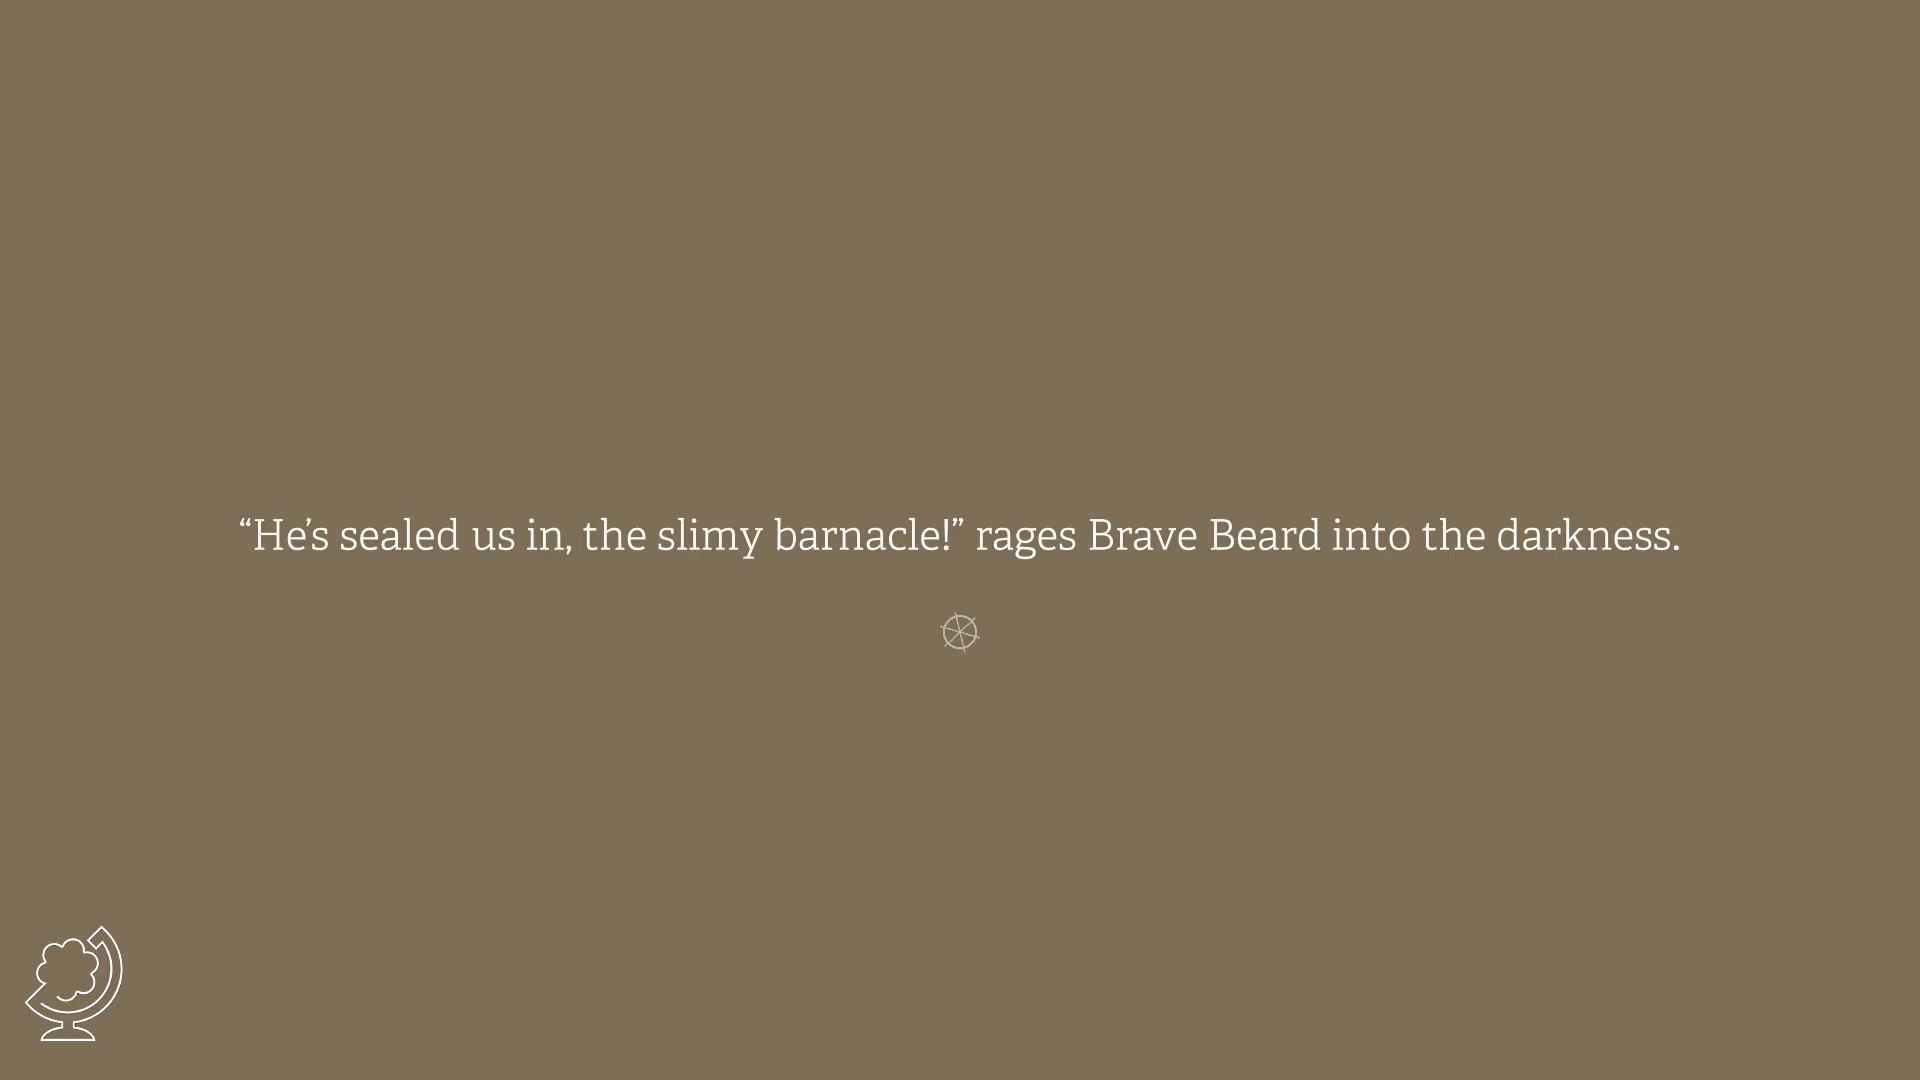 “He’s sealed us in, the slimy barnacle!” rages Brave Beard into the darkness.